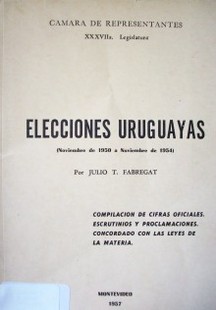 CAMARA DE REPRESENTANTES
XXXVIIa. Legislatura
ELECCIONES URUGUAYAS
(Noviembre de 1950 a Noviembre de 1954)
Por JULIO T. FABREGAT
COMPILACION DE CIFRAS OFICIALES.
ESCRUTINIOS Y PROCLAMACIONES.
CONCORDADO CON LAS LEYES DE
LA MATERIA.
MONTEVIDEO
1957